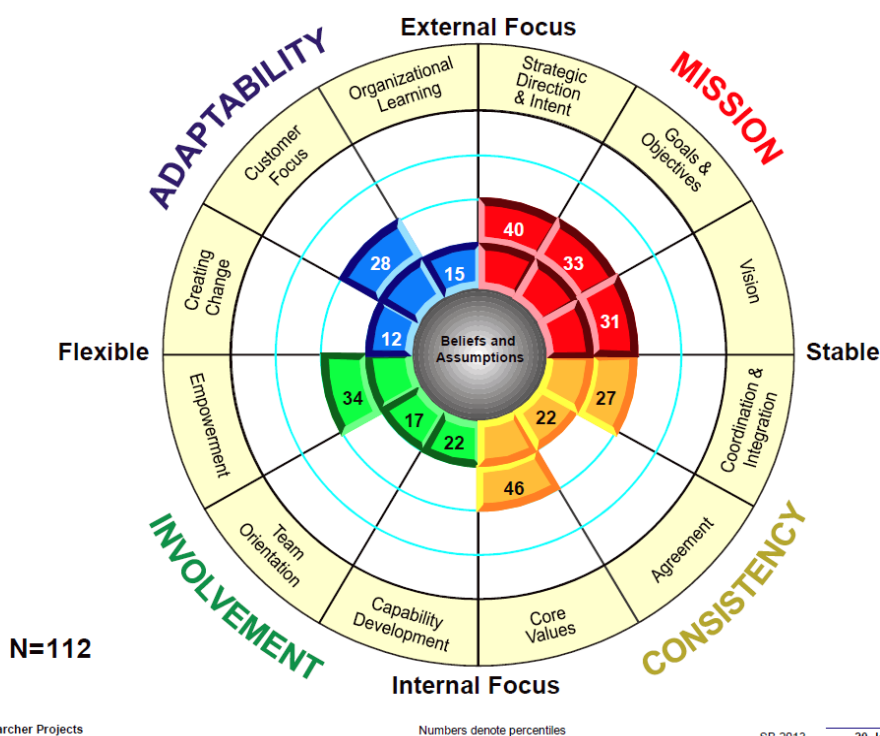 External Focus
ADAPTABILITY
MISSION
Organizational
Learning
Strategic
Direction
& Intent
Customer
Focus
Goals &
Objectives
Creating
Change
Vision
40
33
28
15
31
12
Beliefs and
Assumptions
Flexible
Stable
34
27
17
22
22
46
Empowerment
Coordination &
Integration
Team
Orientation
Agreement
Capability
Development
Core
Values
INVOLVEMENT
CONSISTENCY
N=112
Internal Focus
Projects
Numbers denote percentiles